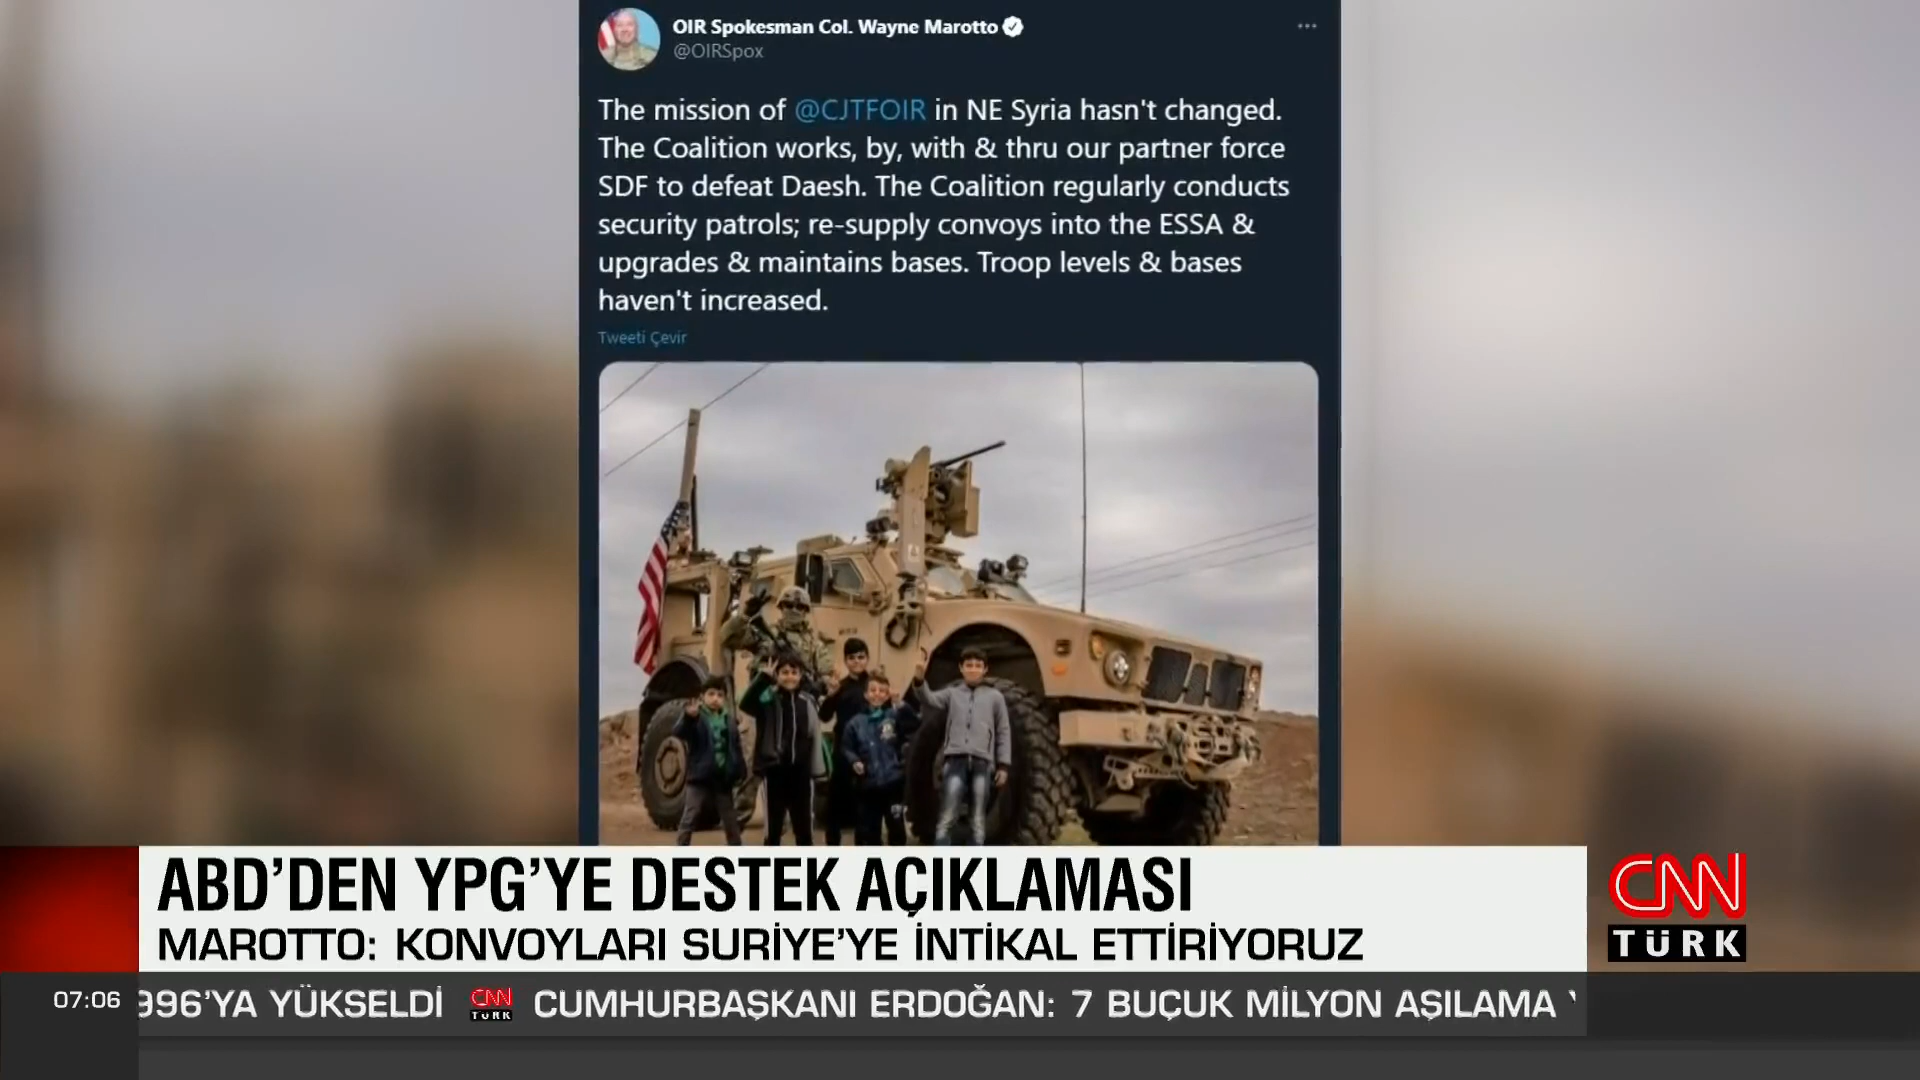 OIR Spokesman Col. Wayne Marotto
@OIRSpox
The mission of @CJTFOIR in NE Syria hasn't changed.
The Coalition works, by, with & thru our partner force
SDF to defeat Daesh. The Coalition regularly conducts
security patrols; re-supply convoys into the ESSA &
upgrades & maintains bases. Troop levels & bases
haven't increased.
Tweeti Çevir
ABD'DEN YPG'YE DESTEK AÇIKLAMASI
MAROTTO: KONVOYLARI SURİYE'YE İNTİKAL ETTİRİYORUZ
CNN
TÜRK
07:06 996'YA YÜKSELDİ CNN TÜRK CUMHURBAŞKANI ERDOĞAN: 7 BUÇUK MİLYON AŞILAMA